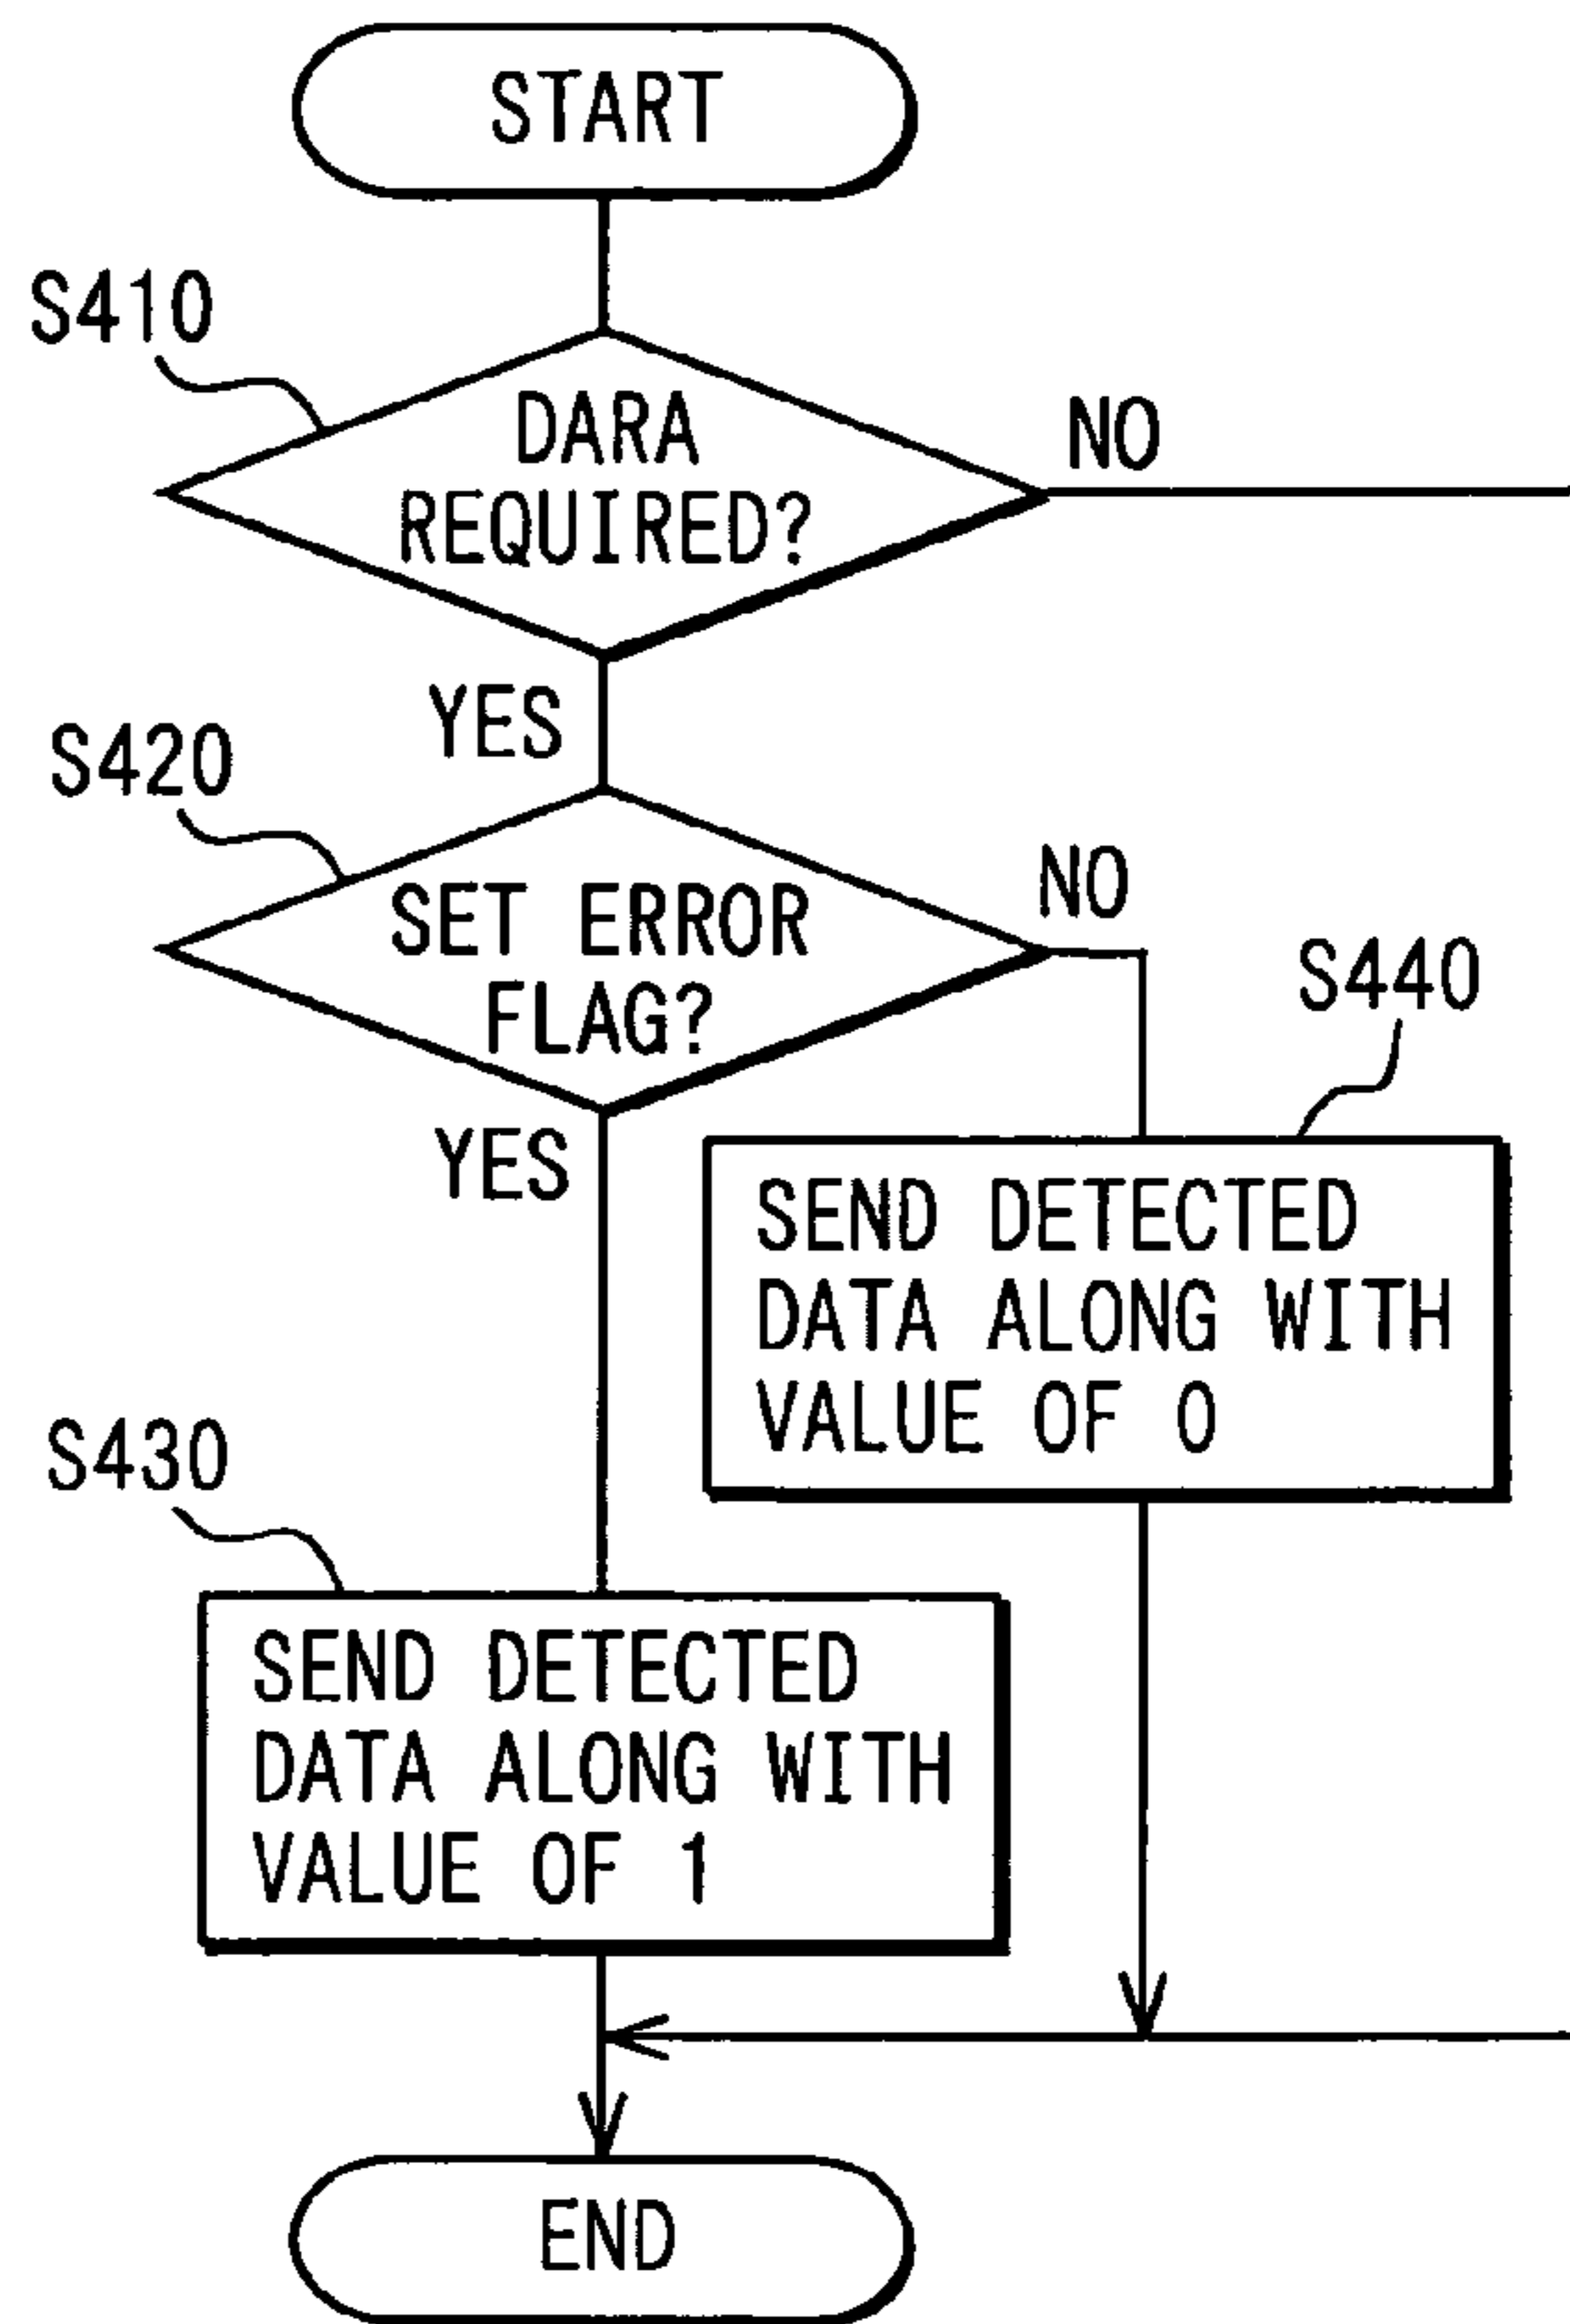 START
S410
DARA
REQUIRED?
NO
YES
S420
SET ERROR
FLAG?
NO
S440
YES
SEND DETECTED
DATA ALONG WITH
VALUE OF 0
S430
SEND DETECTED
DATA ALONG WITH
VALUE OF 1
END